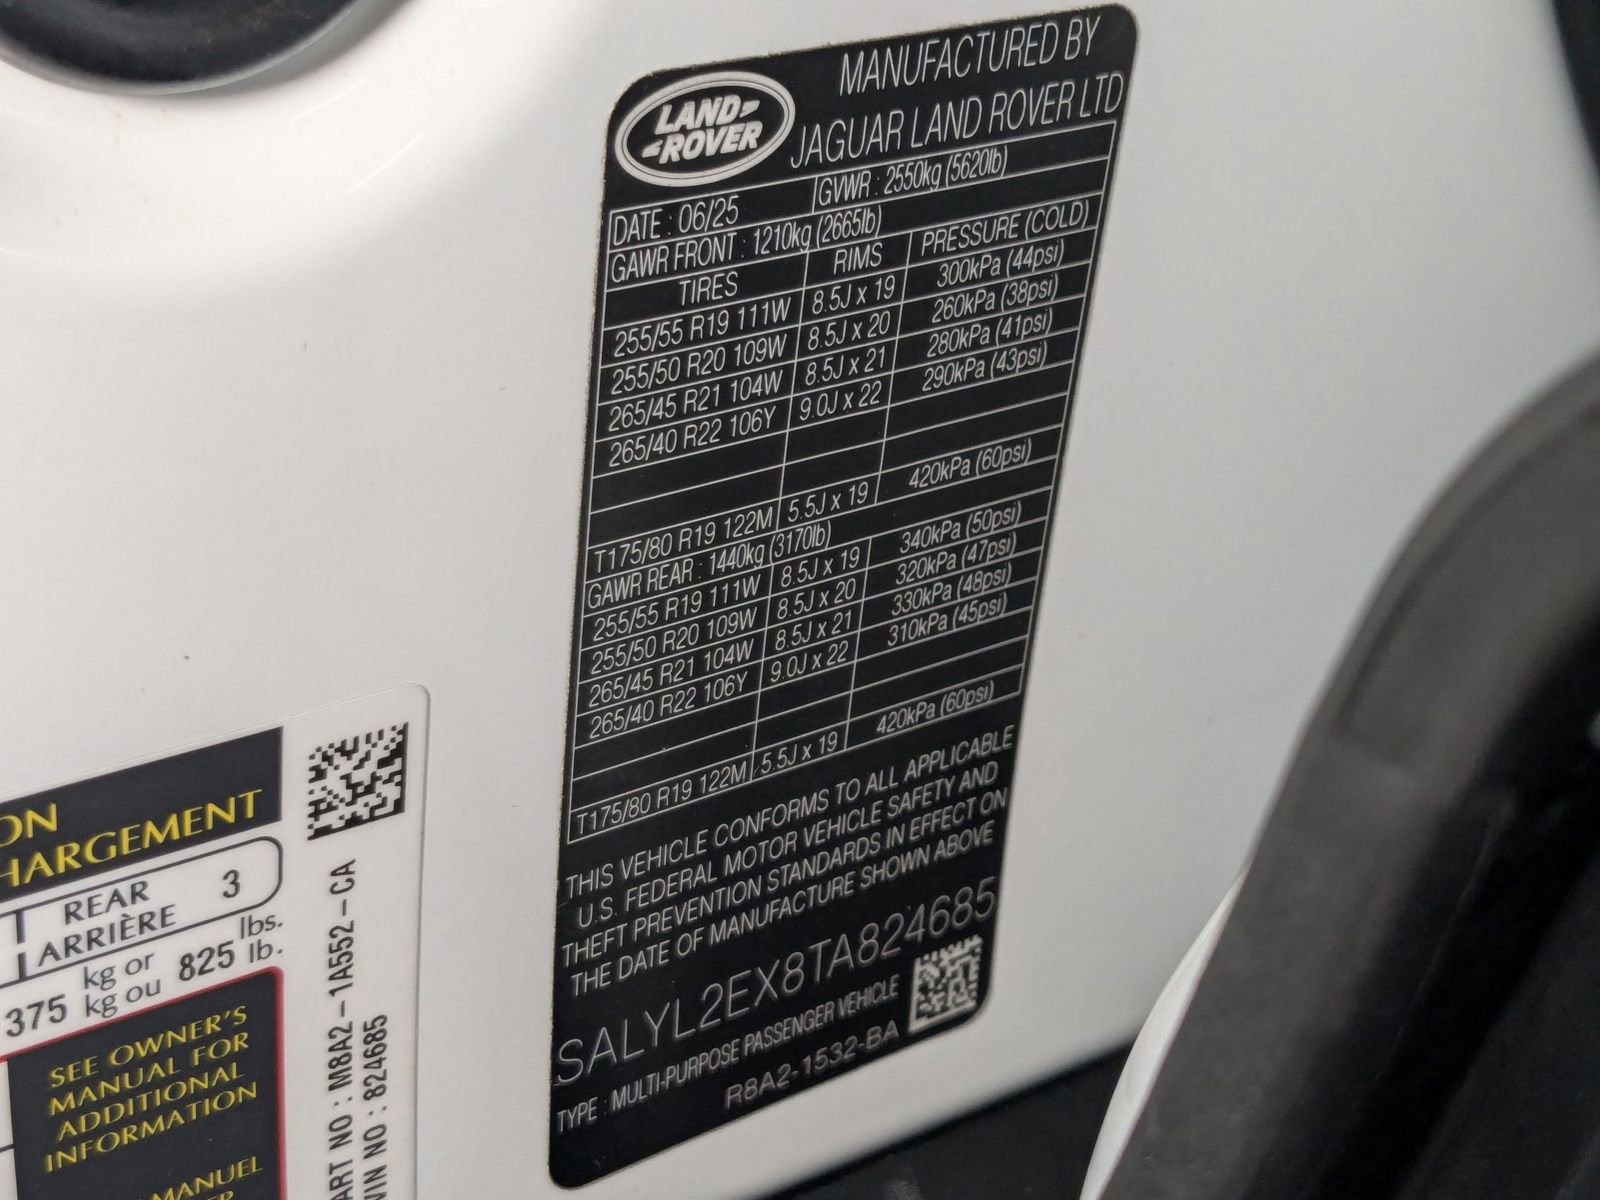 LAND-
-ROVER
MANUFACTURED BY
JAGUAR LAND ROVER LTD
DATE : 06/25 GVWR : 2550kg (5620lb)
GAWR FRONT : 1210kg (2665lb)
TIRES RIMS PRESSURE (COLD)
255/55 R19 111W 8.5J x 19 300kPa (44psi)
255/50 R20 109W 8.5J x 20 260kPa (38psi)
265/45 R21 104W 8.5J x 21 280kPa (41psi)
265/40 R22 106Y 9.0J x 22 290kPa (43psi)
T175/80 R19 122M 5.5J x 19 420kPa (60psi)
GAWR REAR : 1440kg (3170lb)
255/55 R19 111W 8.5J x 19 340kPa (50psi)
255/50 R20 109W 8.5J x 20 320kPa (47psi)
265/45 R21 104W 8.5J x 21 330kPa (48psi)
265/40 R22 106Y 9.0J x 22 310kPa (45psi)
T175/80 R19 122M 5.5J x 19 420kPa (60psi)
THIS VEHICLE CONFORMS TO ALL APPLICABLE
U.S. FEDERAL MOTOR VEHICLE SAFETY AND
THEFT PREVENTION STANDARDS IN EFFECT ON
THE DATE OF MANUFACTURE SHOWN ABOVE
SALYL2EX8TA824685
TYPE : MULTI-PURPOSE PASSENGER VEHICLE
R8A2-1532-BA
ON
HARGEMENT
REAR 3
ARRIÈRE
375 kg or 825 lbs.
kg ou lb.
SEE OWNER'S
MANUAL FOR
ADDITIONAL
INFORMATION
MANUEL
ART NO : M8A2-1A552-CA
VIN NO : 824685